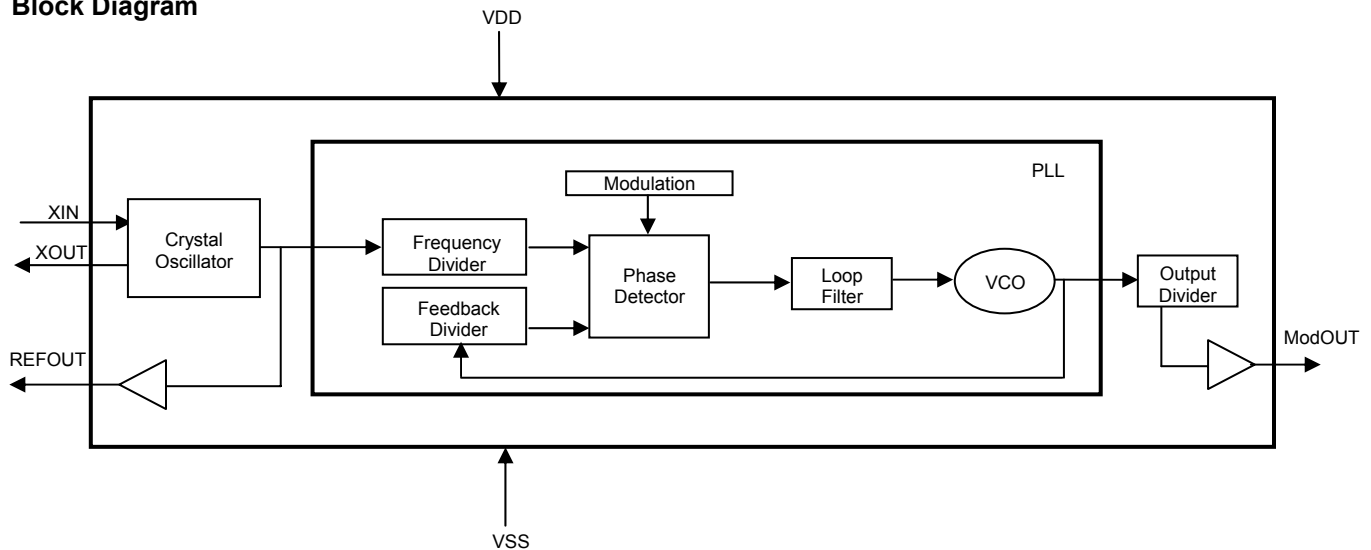 Block Diagram
VDD
PLL
Modulation
XIN
XOUT
Crystal
Oscillator
Frequency
Divider
Feedback
Divider
Phase
Detector
Loop
Filter
VCO
Output
Divider
REFOUT
ModOUT
VSS